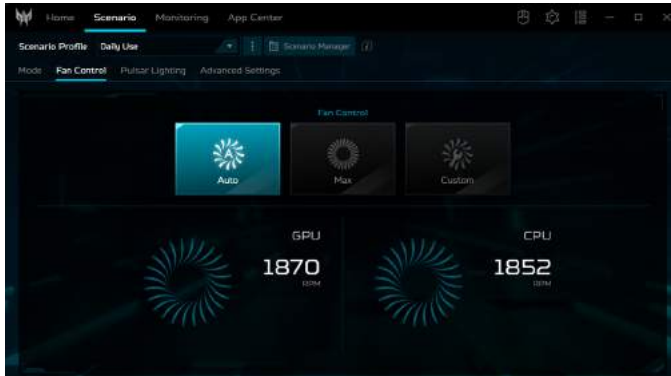 Home Scenario Monitoring App Center
Scenario Profile Daily Use Scenario Manager
Mode Fan Control Pulsar Lighting Advanced Settings
Fan Control
Auto Max Custom
GPU CPU
1870 1852
RPM RPM